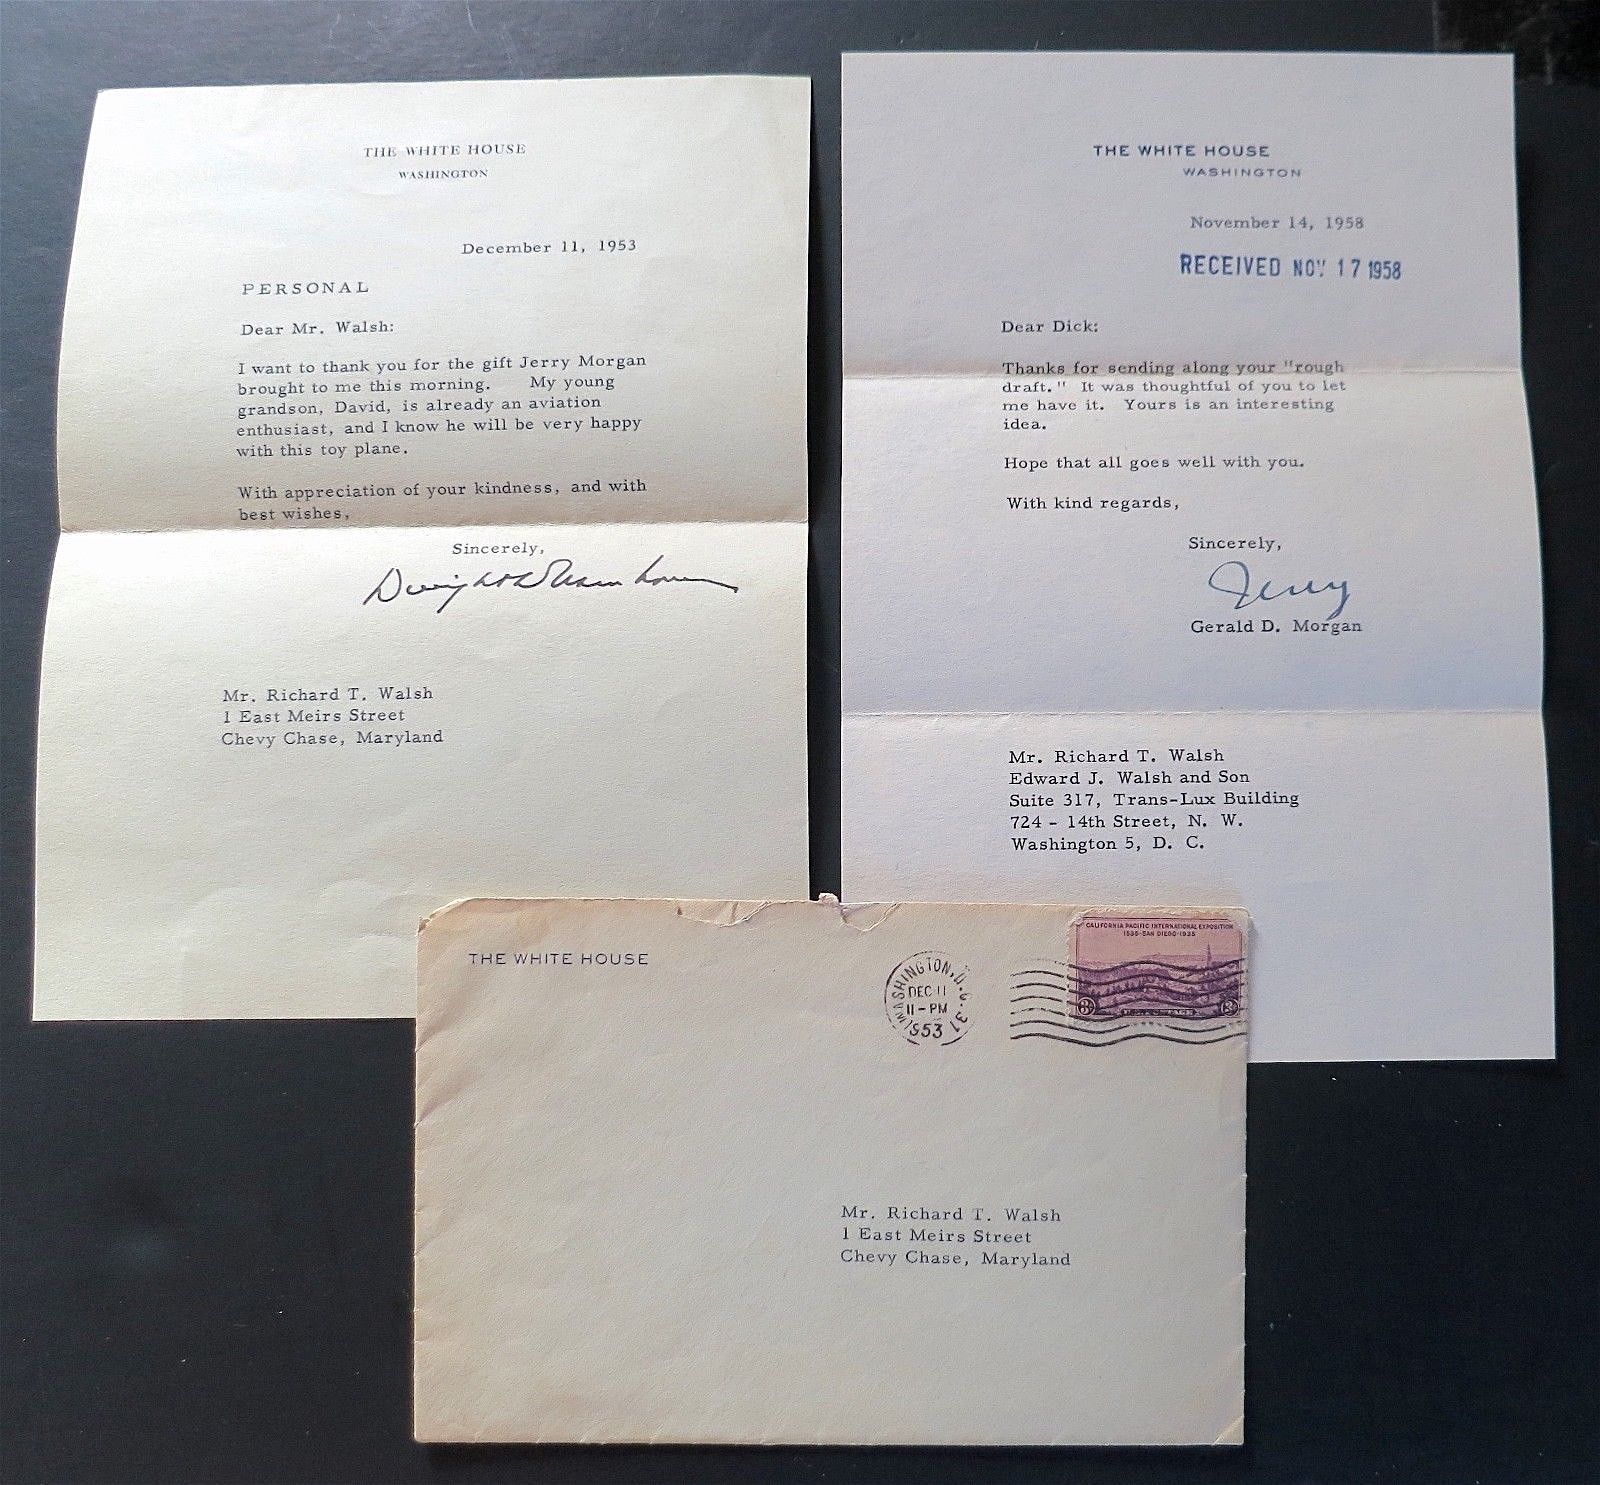 THE WHITE HOUSE
WASHINGTON
December 11, 1953
PERSONAL
Dear Mr. Walsh:
I want to thank you for the gift Jerry Morgan
brought to me this morning. My young
grandson, David, is already an aviation
enthusiast, and I know he will be very happy
with this toy plane.
With appreciation of your kindness, and with
best wishes,
Sincerely,
Dwight D Eisenhower
Mr. Richard T. Walsh
1 East Meirs Street
Chevy Chase, Maryland
THE WHITE HOUSE
WASHINGTON
November 14, 1958
RECEIVED NOV 17 1958
Dear Dick:
Thanks for sending along your "rough
draft." It was thoughtful of you to let
me have it. Yours is an interesting
idea.
Hope that all goes well with you.
With kind regards,
Sincerely,
Jerry
Gerald D. Morgan
Mr. Richard T. Walsh
Edward J. Walsh and Son
Suite 317, Trans-Lux Building
724 - 14th Street, N. W.
Washington 5, D. C.
THE WHITE HOUSE
WASHINGTON, D.C. 31
DEC 11
11-PM
1953
CALIFORNIA PACIFIC INTERNATIONAL EXPOSITION
1535-SAN DIEGO-1935
3 3
Mr. Richard T. Walsh
1 East Meirs Street
Chevy Chase, Maryland